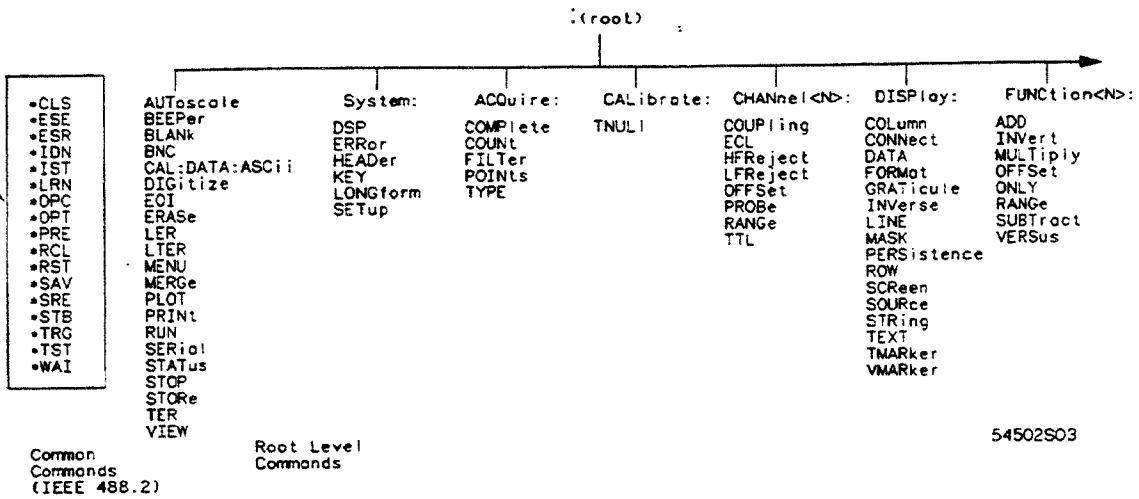 :(root)
*CLS
*ESE
*ESR
*IDN
*IST
*LRN
*OPC
*OPT
*PRE
*RCL
*RST
*SAV
*SRE
*STB
*TRG
*TST
*WAI
Common
Commands
(IEEE 488.2)
AUToscale
BEEPer
BLANk
BNC
CAL:DATA:ASCii
DIGitize
EOI
ERASe
LER
LTER
MENU
MERGe
PLOT
PRINt
RUN
SERial
STATus
STOP
STORe
TER
VIEW
Root Level
Commands
System:
DSP
ERRor
HEADer
KEY
LONGform
SETup
ACQuire:
COMPlete
COUNt
FILTer
POINts
TYPE
CALibrate:
TNULl
CHANnel<N>:
COUPling
ECL
HFReject
LFReject
OFFSet
PROBe
RANGe
TTL
DISPlay:
COLumn
CONNect
DATA
FORMat
GRATicule
INVerse
LINE
MASK
PERSistence
ROW
SCReen
SOURce
STRing
TEXT
TMARker
VMARker
FUNCtion<N>:
ADD
INVert
MULTiply
OFFSet
ONLY
RANGe
SUBTract
VERSus
54502S03